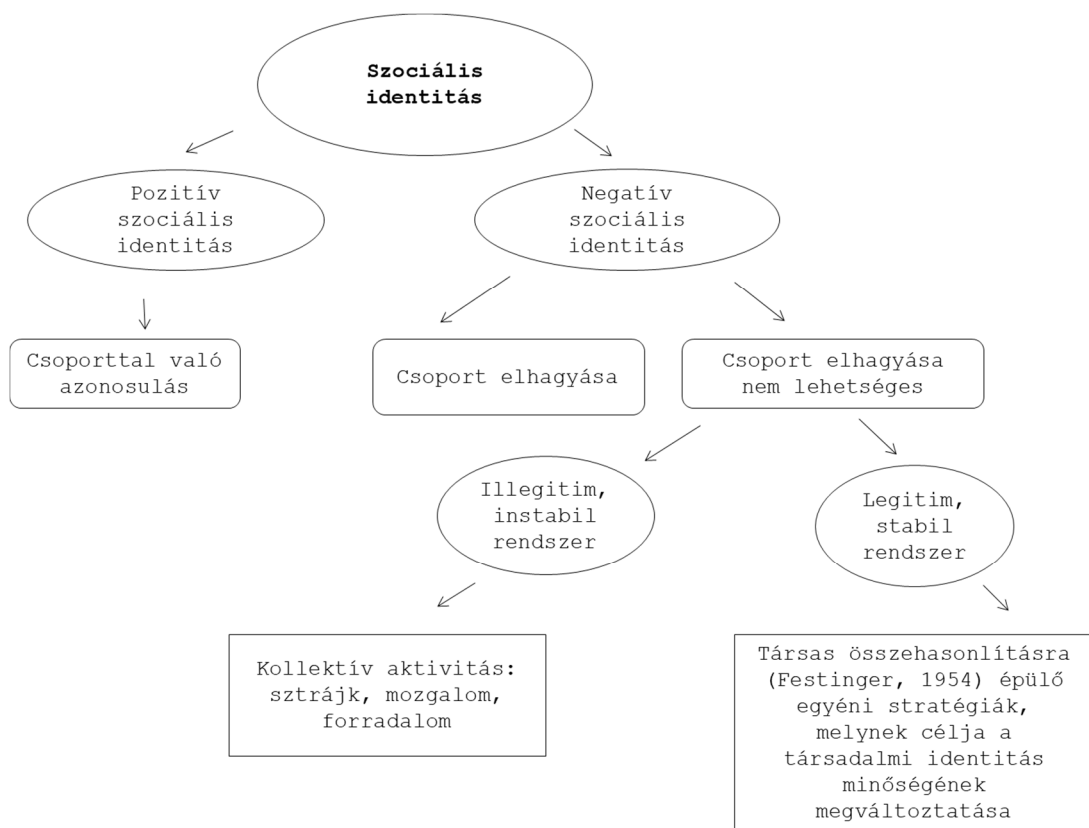 Szociális
identitás
Pozitív
szociális
identitás
Negatív
szociális
identitás
Csoporttal való
azonosulás
Csoport elhagyása
Csoport elhagyása
nem lehetséges
Illegitim,
instabil
rendszer
Legitim,
stabil
rendszer
Kollektív aktivitás:
sztrájk, mozgalom,
forradalom
Társas összehasonlításra
(Festinger, 1954) épülő
egyéni stratégiák,
melynek célja a
társadalmi identitás
minőségének
megváltoztatása